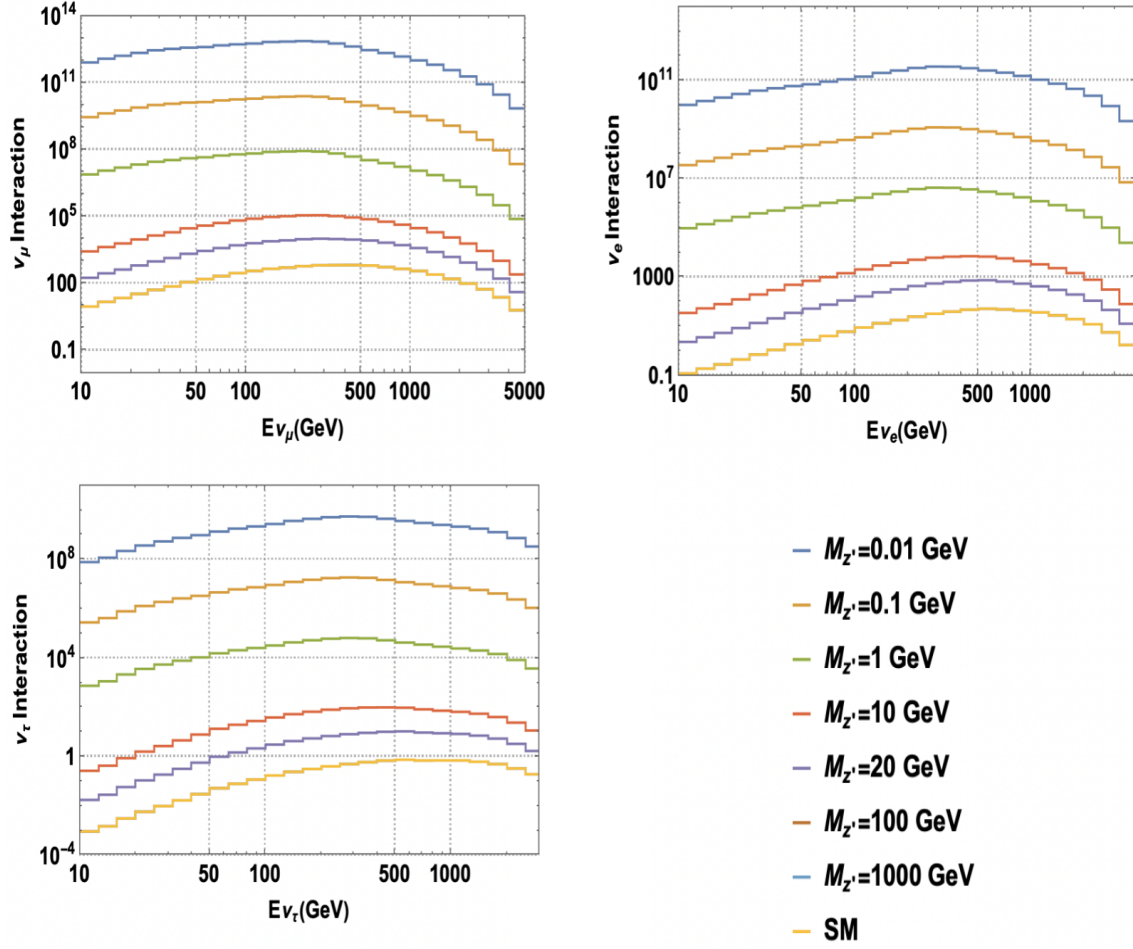 10^14
10^11
10^8
10^5
100
0.1
ν_μ Interaction
10 50 100 500 1000 5000
Eν_μ(GeV)
10^11
10^7
1000
0.1
ν_e Interaction
10 50 100 500 1000
Eν_e(GeV)
10^8
10^4
1
10^-4
ν_τ Interaction
10 50 100 500 1000
Eν_τ(GeV)
M_z'=0.01 GeV
M_z'=0.1 GeV
M_z'=1 GeV
M_z'=10 GeV
M_z'=20 GeV
M_z'=100 GeV
M_z'=1000 GeV
SM